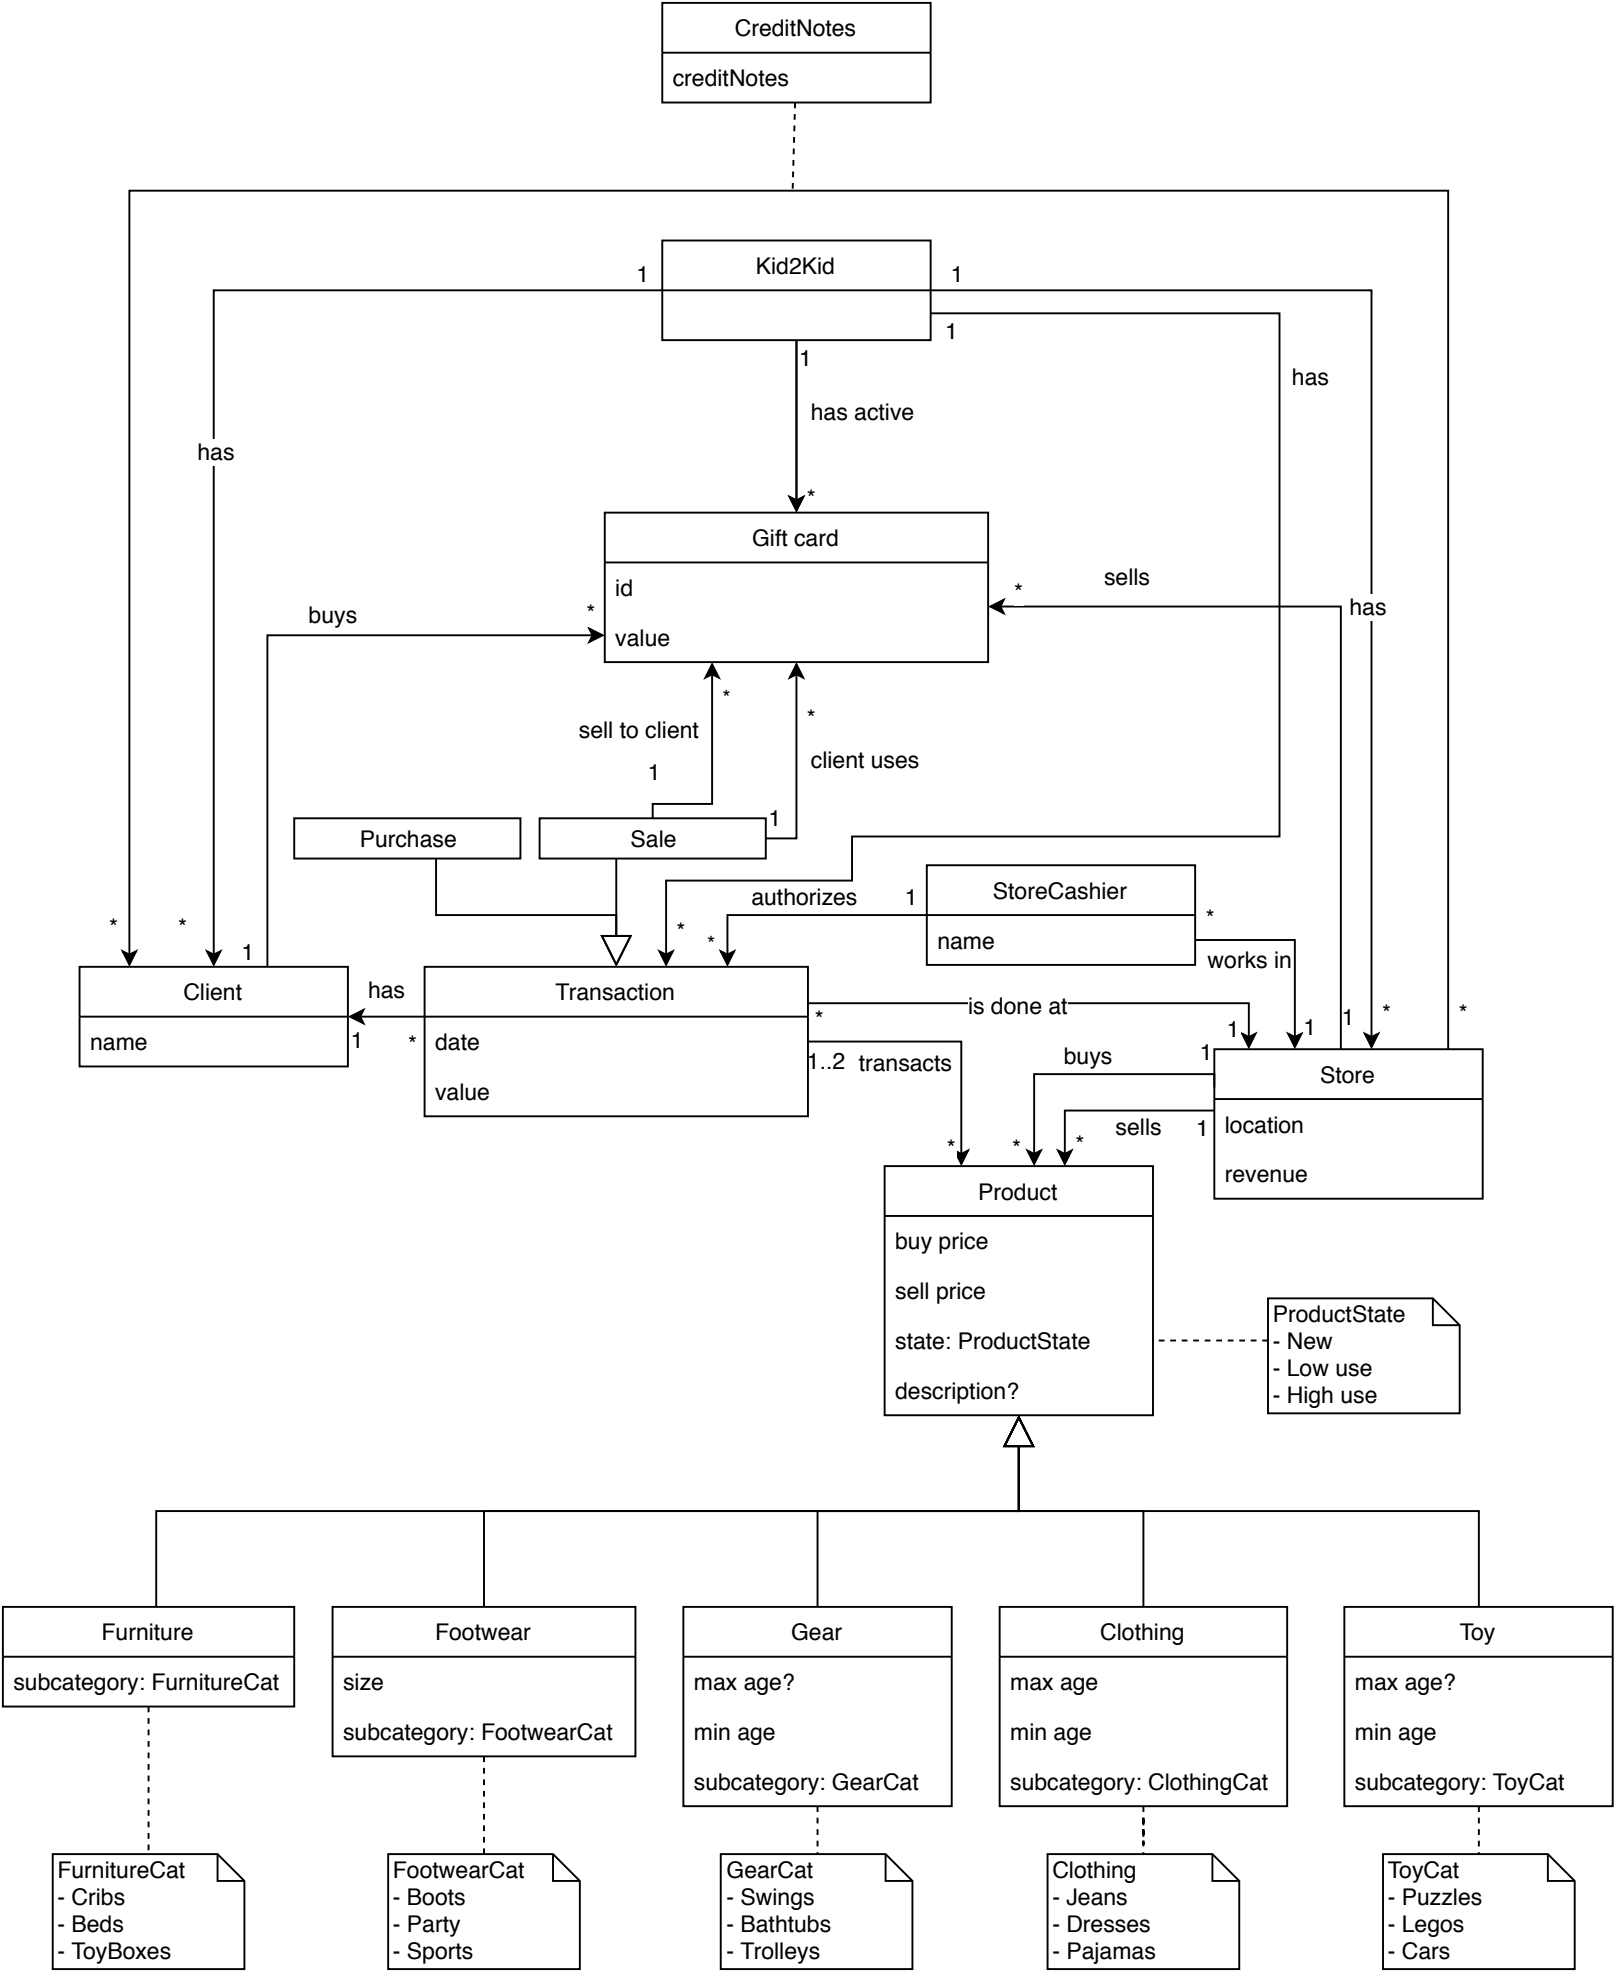 CreditNotes
creditNotes
Kid2Kid
1
1
1
1
has
has active
has
*
Gift card
id
value
sells
*
has
buys
*
*
sell to client
*
client uses
1
1
Purchase
Sale
authorizes
1
StoreCashier
name
*
works in
*
*
1
*
*
Client
name
has
1
*
Transaction
date
value
is done at
*
1
1
1
*
*
1..2
transacts
*
buys
1
*
sells
1
*
Store
location
revenue
Product
buy price
sell price
state: ProductState
description?
ProductState
- New
- Low use
- High use
Furniture
subcategory: FurnitureCat
Footwear
size
subcategory: FootwearCat
Gear
max age?
min age
subcategory: GearCat
Clothing
max age
min age
subcategory: ClothingCat
Toy
max age?
min age
subcategory: ToyCat
FurnitureCat
- Cribs
- Beds
- ToyBoxes
FootwearCat
- Boots
- Party
- Sports
GearCat
- Swings
- Bathtubs
- Trolleys
Clothing
- Jeans
- Dresses
- Pajamas
ToyCat
- Puzzles
- Legos
- Cars